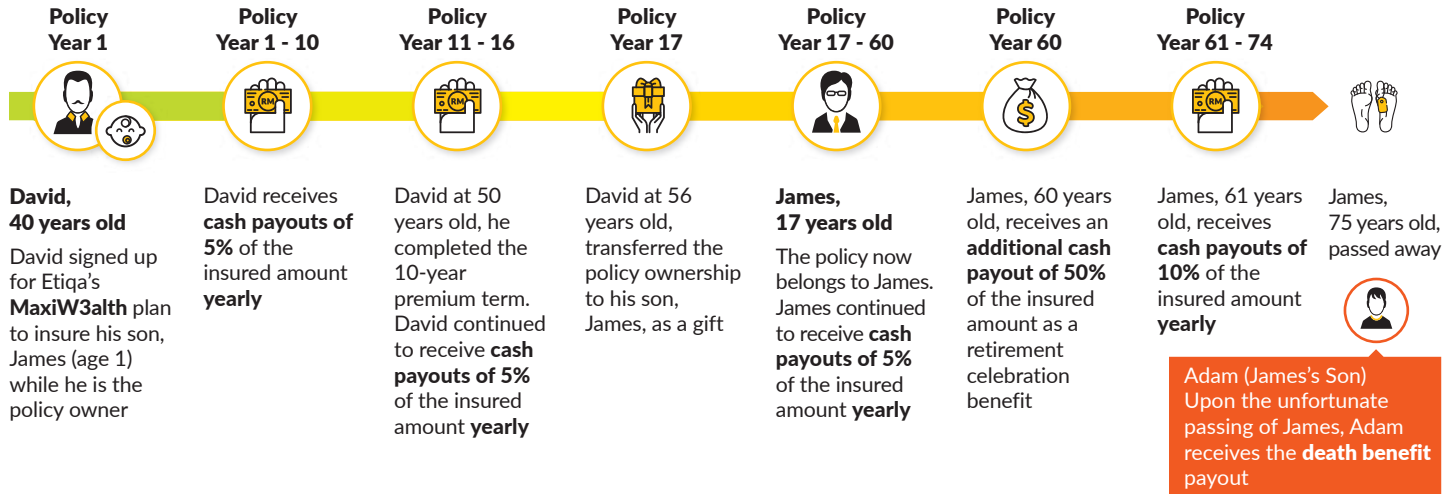 Policy
Year 1
Policy
Year 1 - 10
Policy
Year 11 - 16
Policy
Year 17
Policy
Year 17 - 60
Policy
Year 60
Policy
Year 61 - 74
RM
RM
$
RM
David,
40 years old
David signed up
for Etiqa's
MaxiW3alth plan
to insure his son,
James (age 1)
while he is the
policy owner
David receives
cash payouts of
5% of the
insured amount
yearly
David at 50
years old, he
completed the
10-year
premium term.
David continued
to receive cash
payouts of 5%
of the insured
amount yearly
David at 56
years old,
transferred the
policy ownership
to his son,
James, as a gift
James,
17 years old
The policy now
belongs to James.
James continued
to receive cash
payouts of 5%
of the insured
amount yearly
James, 60 years
old, receives an
additional cash
payout of 50%
of the insured
amount as a
retirement
celebration
benefit
James, 61 years
old, receives
cash payouts of
10% of the
insured amount
yearly
James,
75 years old,
passed away
Adam (James's Son)
Upon the unfortunate
passing of James, Adam
receives the death benefit
payout